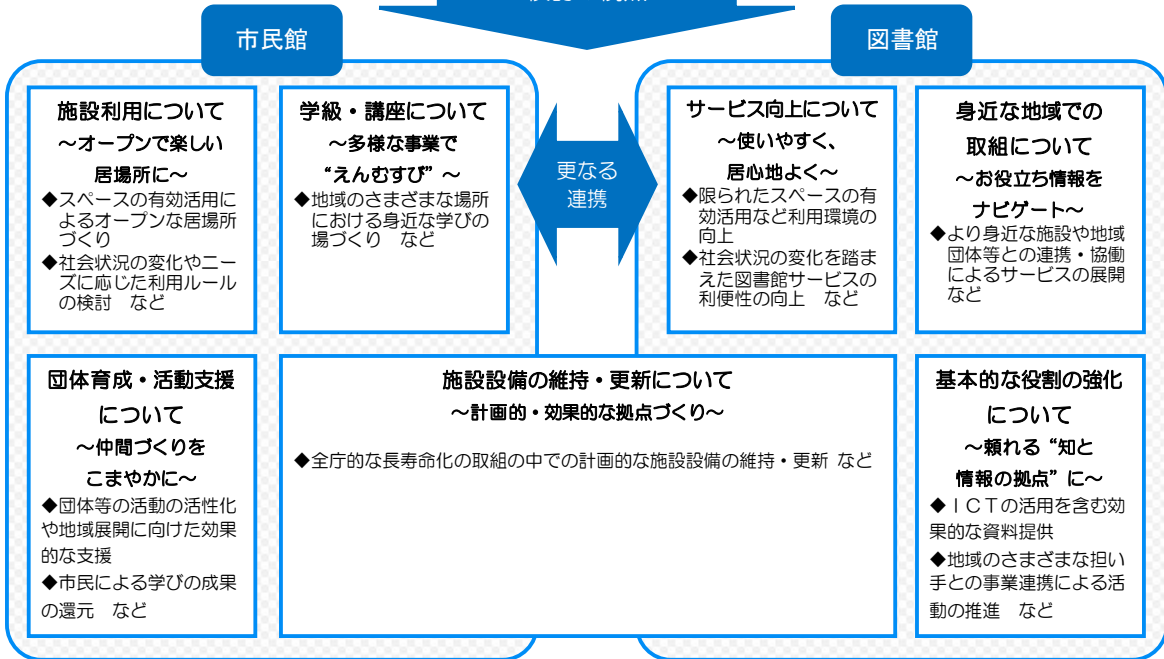 市民館
図書館
施設利用について
～オープンで楽しい
居場所に～
◆スペースの有効活用に
よるオープンな居場所
づくり
◆社会状況の変化やニー
ズに応じた利用ルール
の検討　など
学級・講座について
～多様な事業で
“えんむすび”～
◆地域のさまざまな場所
における身近な学びの
場づくり　など
更なる
連携
サービス向上について
～使いやすく、
居心地よく～
◆限られたスペースの有
効活用など利用環境の
向上
◆社会状況の変化を踏ま
えた図書館サービスの
利便性の向上　など
身近な地域での
取組について
～お役立ち情報を
ナビゲート～
◆より身近な施設や地域
団体等との連携・協働
によるサービスの展開
など
団体育成・活動支援
について
～仲間づくりを
こまやかに～
◆団体等の活動の活性化
や地域展開に向けた効果
的な支援
◆市民による学びの成果
の還元　など
施設設備の維持・更新について
～計画的・効果的な拠点づくり～
◆全庁的な長寿命化の取組の中での計画的な施設設備の維持・更新 など
基本的な役割の強化
について
～頼れる“知と
情報の拠点”に～
◆ＩＣＴの活用を含む効
果的な資料提供
◆地域のさまざまな担い
手との事業連携による活
動の推進　など